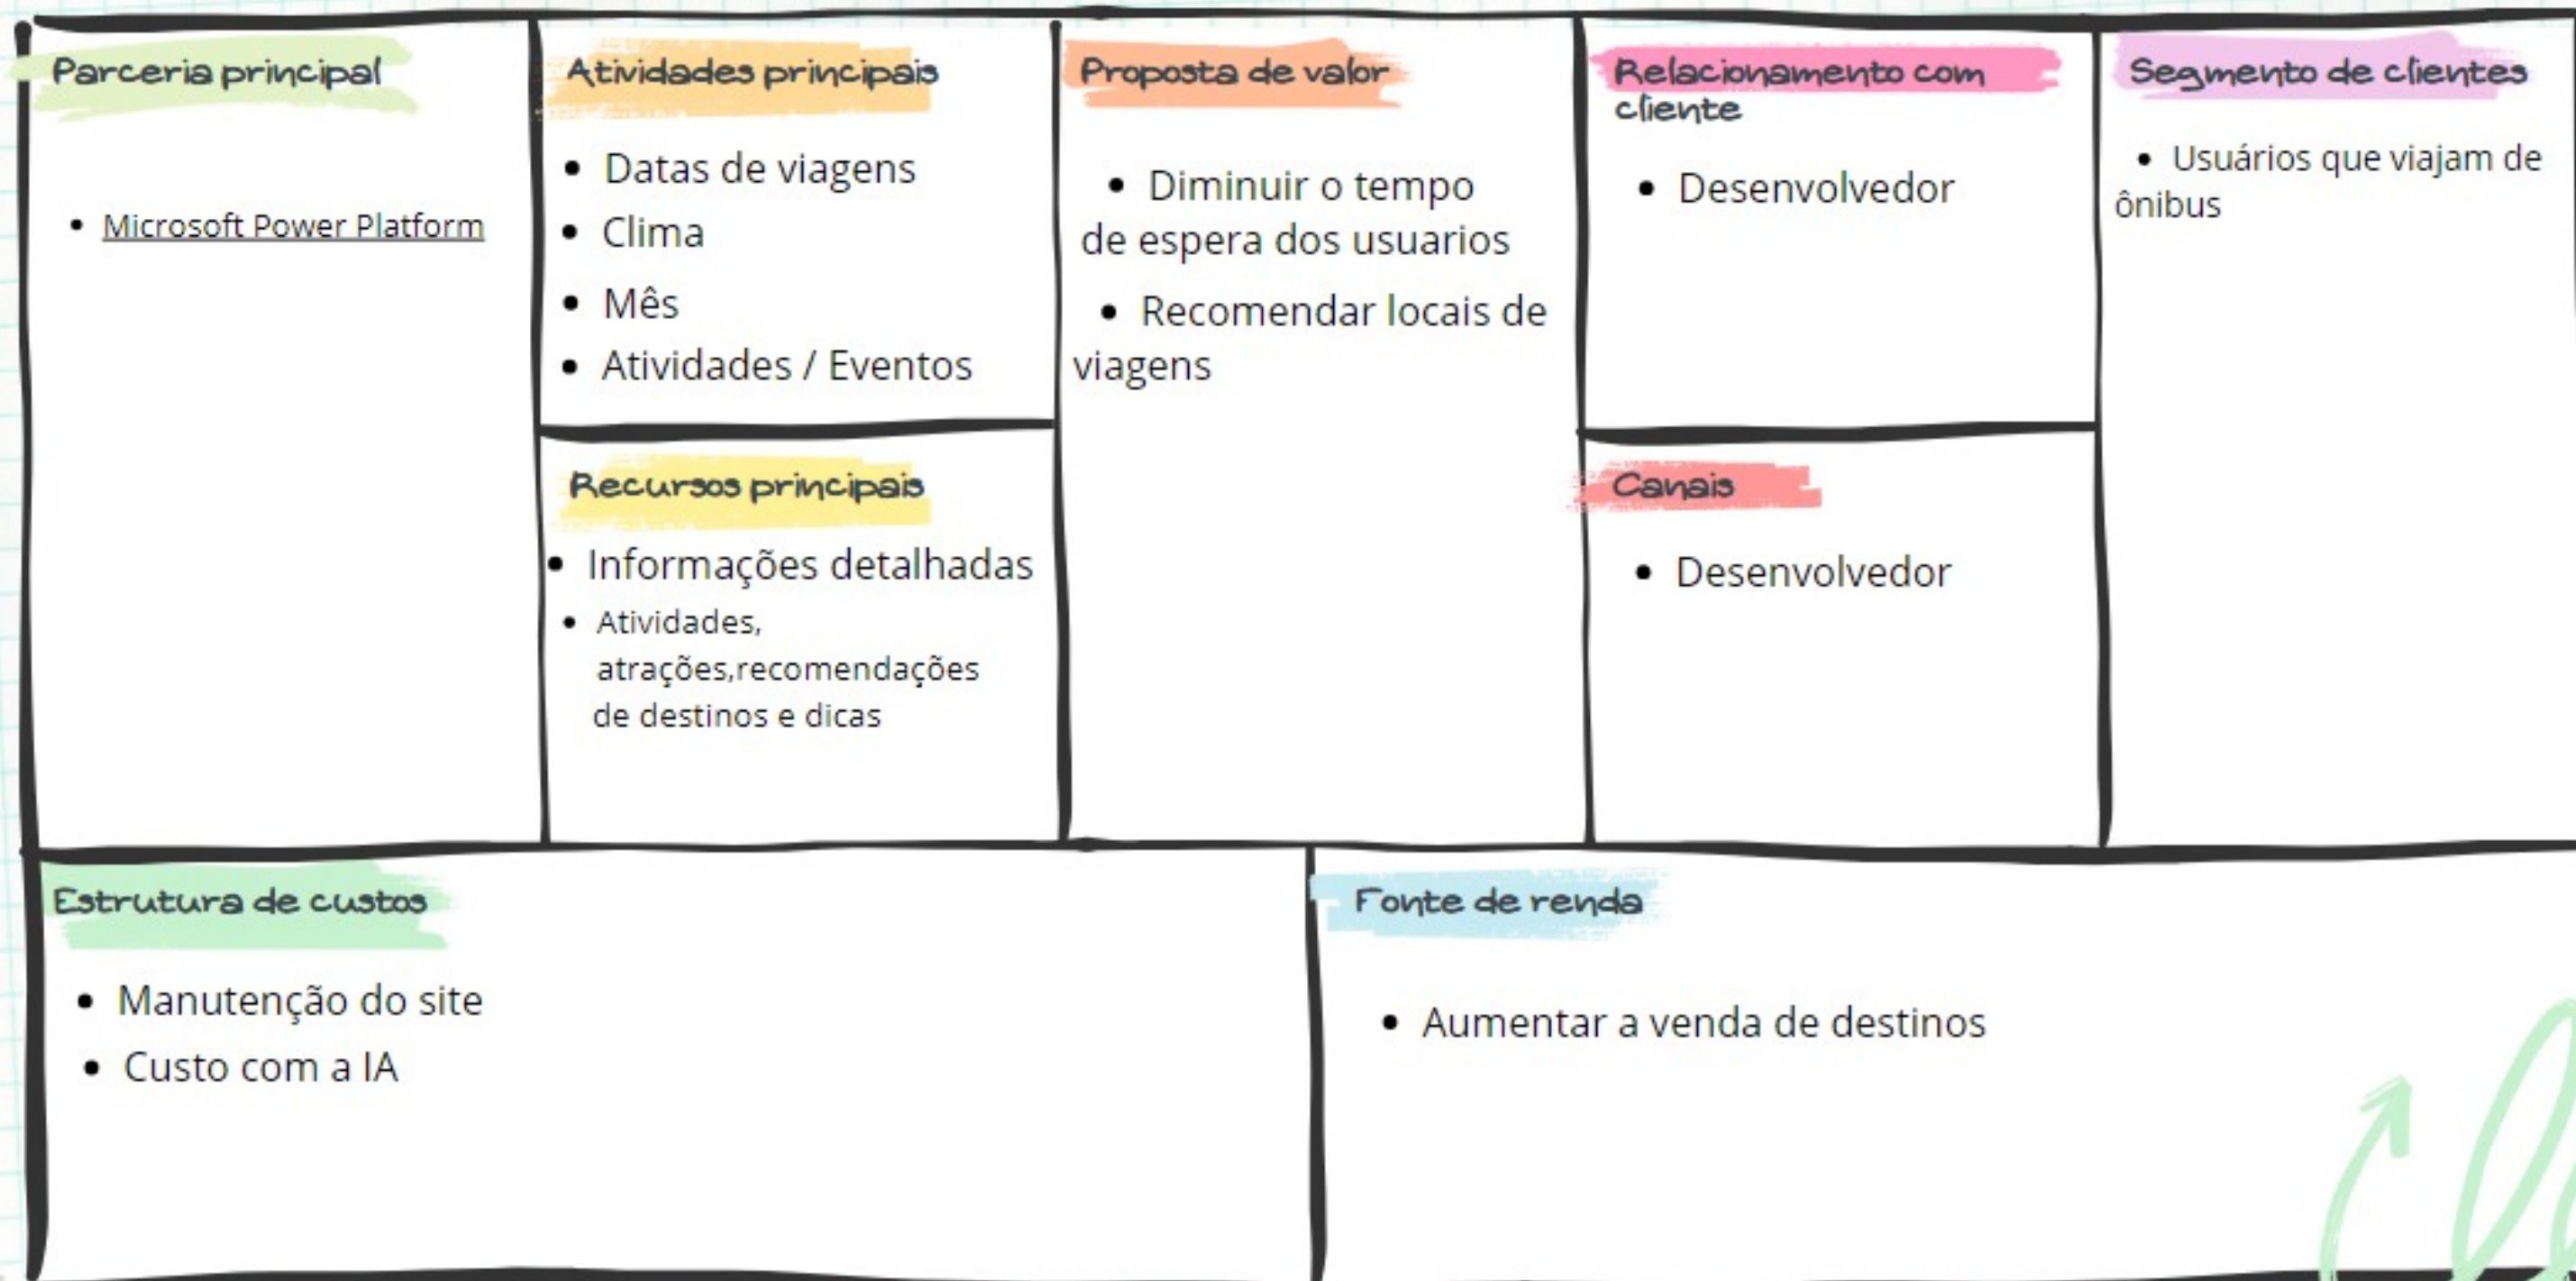 Parceria principal
Microsoft Power Platform
Atividades principais
Datas de viagens
Clima
Mês
Atividades / Eventos
Recursos principais
Informações detalhadas
Atividades,
atrações,recomendações
de destinos e dicas
Proposta de valor
Diminuir o tempo
de espera dos usuarios
Recomendar locais de
viagens
Relacionamento com
cliente
Desenvolvedor
Canais
Desenvolvedor
Segmento de clientes
Usuários que viajam de
ônibus
Estrutura de custos
Manutenção do site
Custo com a IA
Fonte de renda
Aumentar a venda de destinos